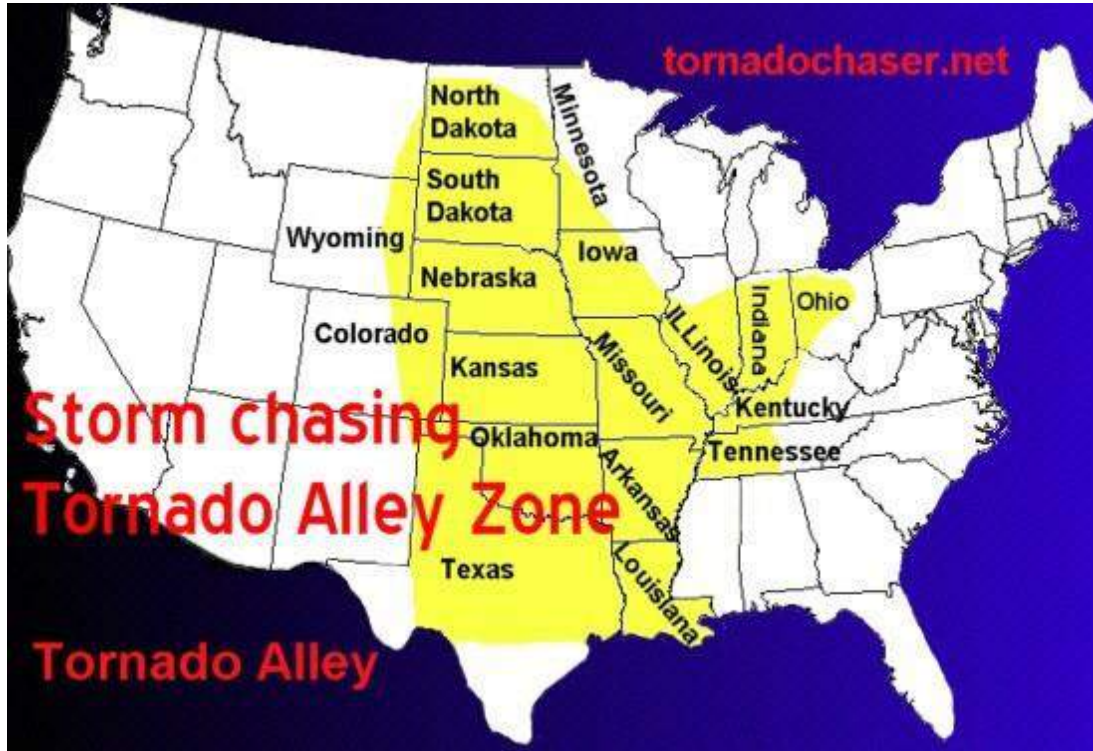 tornadochaser.net
North
Dakota
Minnesota
South
Dakota
Wyoming
Iowa
Nebraska
Indiana
Ohio
Colorado
ILLinois
Missouri
Kansas
Kentucky
Storm chasing
Oklahoma
Tennessee
Arkansas
Tornado Alley Zone
Texas
Louisiana
Tornado Alley